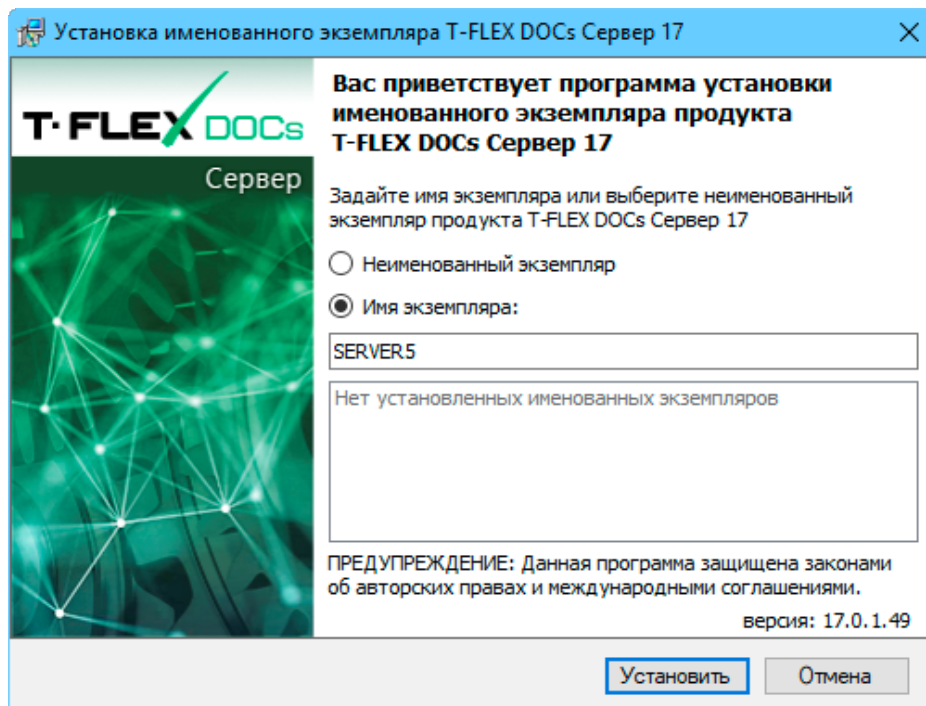 Установка именованного экземпляра T-FLEX DOCs Сервер 17
T-FLEX DOCs
Сервер
Вас приветствует программа установки
именованного экземпляра продукта
T-FLEX DOCs Сервер 17
Задайте имя экземпляра или выберите неименованный
экземпляр продукта T-FLEX DOCs Сервер 17
Неименованный экземпляр
Имя экземпляра:
SERVER5
Нет установленных именованных экземпляров
ПРЕДУПРЕЖДЕНИЕ: Данная программа защищена законами
об авторских правах и международными соглашениями.
версия: 17.0.1.49
Установить
Отмена